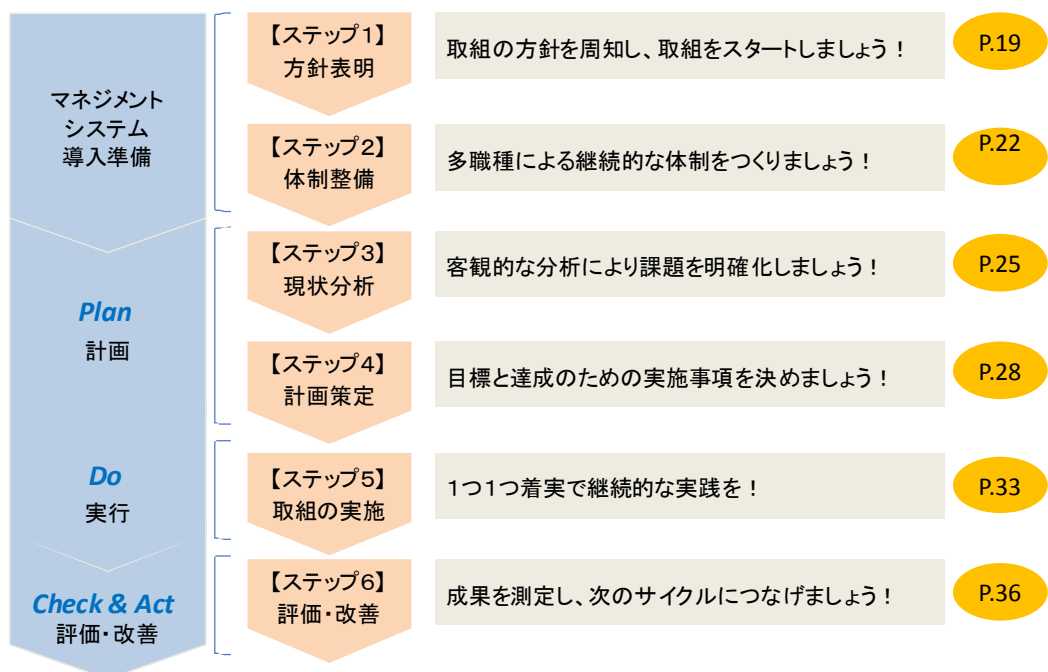 マネジメント
システム
導入準備
【ステップ１】
方針表明
取組の方針を周知し、取組をスタートしましょう！
P.19
【ステップ２】
体制整備
多職種による継続的な体制をつくりましょう！
P.22
Plan
計画
【ステップ３】
現状分析
客観的な分析により課題を明確化しましょう！
P.25
【ステップ４】
計画策定
目標と達成のための実施事項を決めましょう！
P.28
Do
実行
【ステップ５】
取組の実施
１つ１つ着実で継続的な実践を！
P.33
Check & Act
評価・改善
【ステップ６】
評価・改善
成果を測定し、次のサイクルにつなげましょう！
P.36